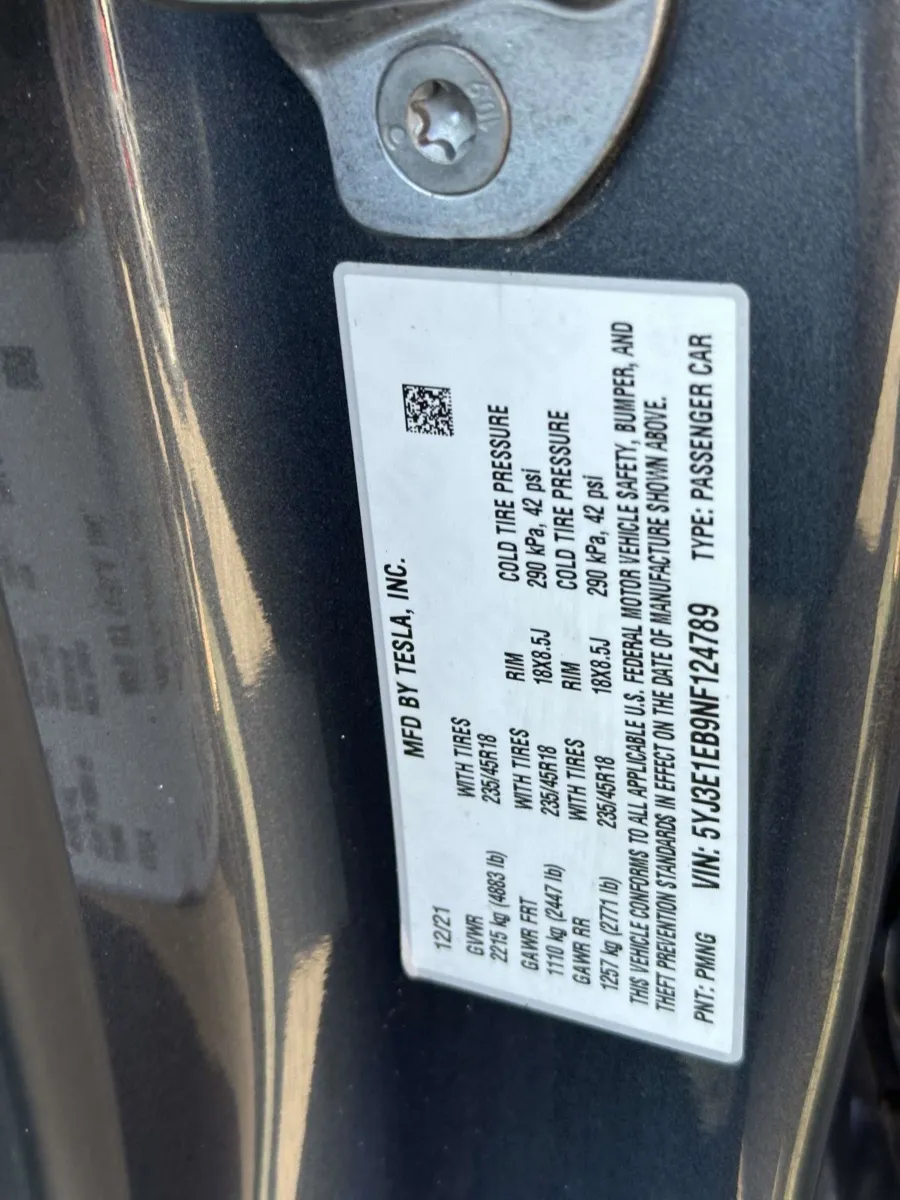 MFD BY TESLA, INC.
12/21
GVWR WITH TIRES RIM COLD TIRE PRESSURE
2215 kg (4883 lb) 235/45R18 18X8.5J 290 kPa, 42 psi
GAWR FRT WITH TIRES RIM COLD TIRE PRESSURE
1110 kg (2447 lb) 235/45R18 18X8.5J 290 kPa, 42 psi
GAWR RR WITH TIRES
1257 kg (2771 lb) 235/45R18
THIS VEHICLE CONFORMS TO ALL APPLICABLE U.S. FEDERAL MOTOR VEHICLE SAFETY, BUMPER, AND
THEFT PREVENTION STANDARDS IN EFFECT ON THE DATE OF MANUFACTURE SHOWN ABOVE.
PNT: PMNG VIN: 5YJ3E1EB9NF124789 TYPE: PASSENGER CAR